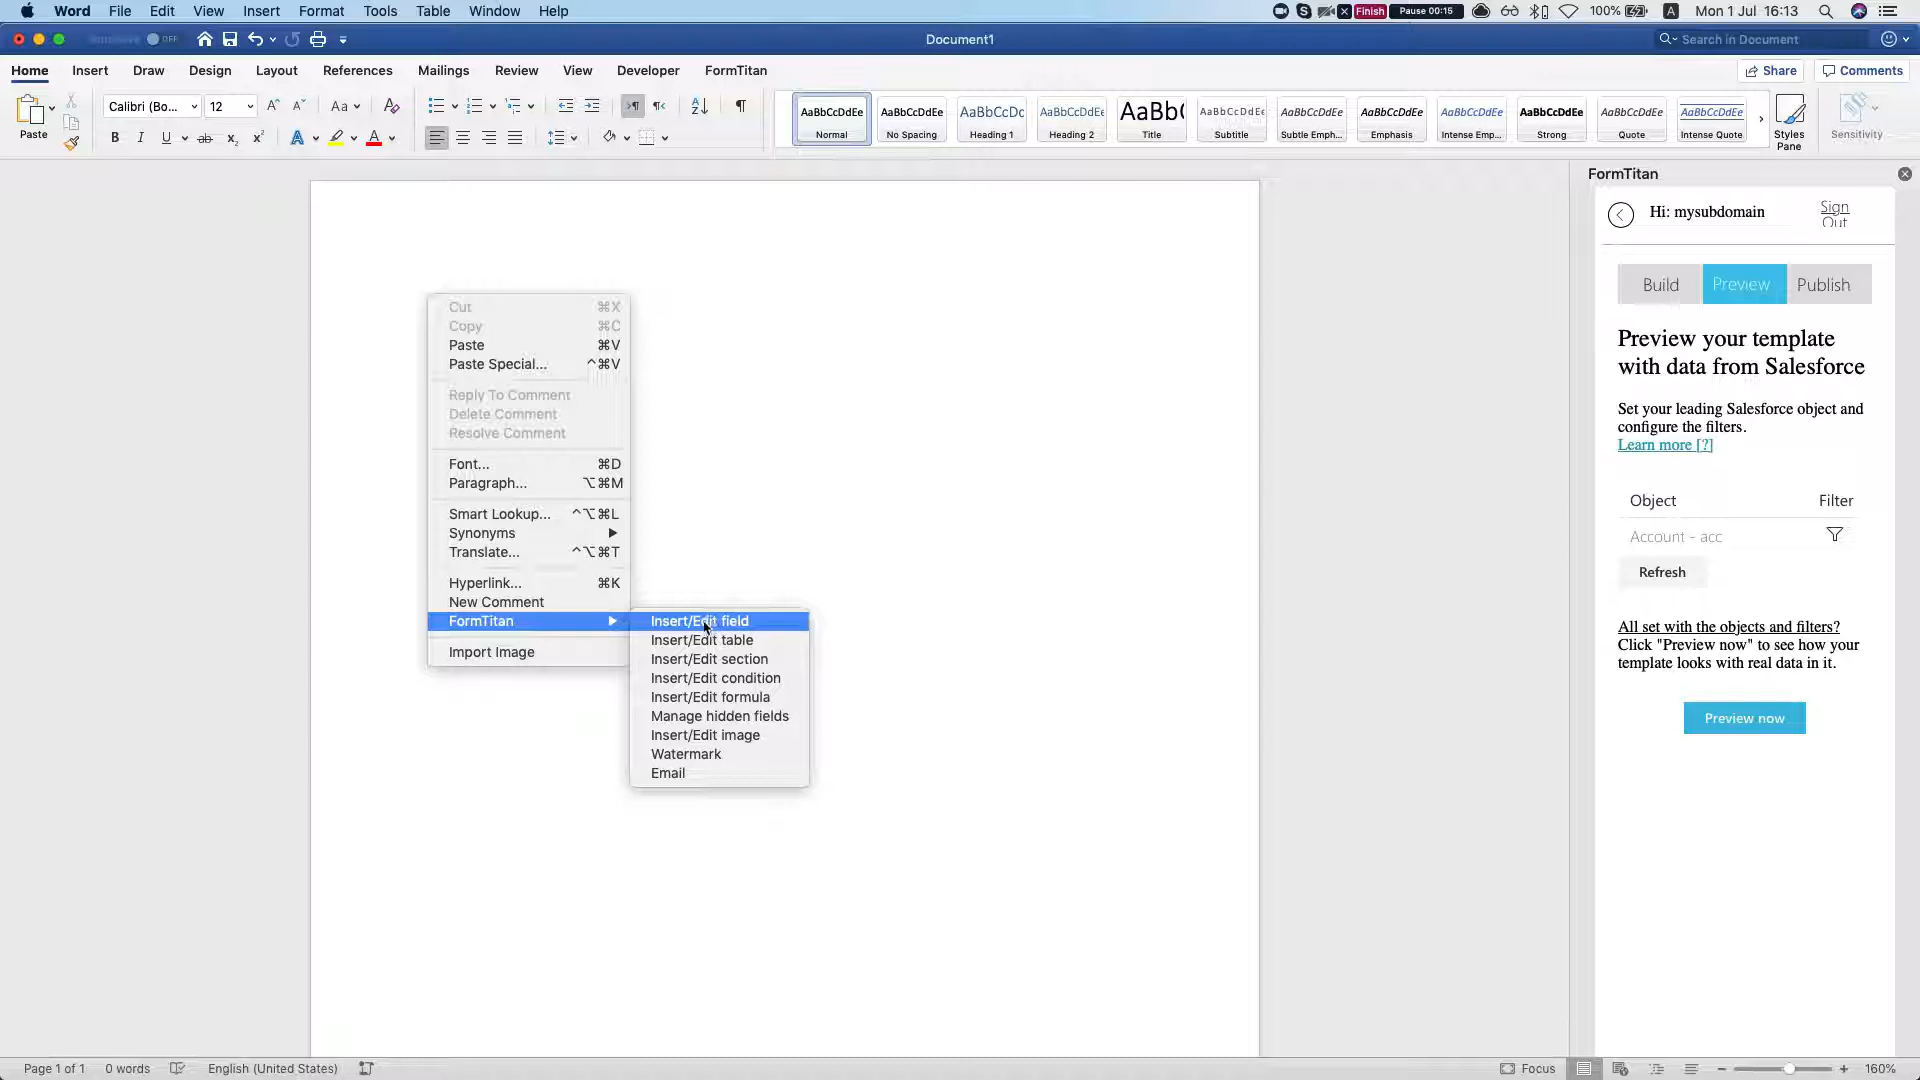 Word File Edit View Insert Format Tools Table Window Help
Finish Pause 00:15 100% A Mon 1 Jul 16:13
OFF Document1 Search in Document
Home Insert Draw Design Layout References Mailings Review View Developer FormTitan Share Comments
Paste Calibri (Bo... 12
AaBbCcDdEe AaBbCcDdEe AaBbCcDc AaBbCcDdEe AaBb( AaBbCcDdEe AaBbCcDdEe AaBbCcDdEe AaBbCcDdEe AaBbCcDdEe AaBbCcDdEe AaBbCcDdEe
Normal No Spacing Heading 1 Heading 2 Title Subtitle Subtle Emph... Emphasis Intense Emp... Strong Quote Intense Quote
Styles Pane Sensitivity
Cut ⌘X
Copy ⌘C
Paste ⌘V
Paste Special... ^⌘V
Reply To Comment
Delete Comment
Resolve Comment
Font... ⌘D
Paragraph... ⌥⌘M
Smart Lookup... ^⌥⌘L
Synonyms
Translate... ^⌥⌘T
Hyperlink... ⌘K
New Comment
FormTitan
Import Image
Insert/Edit field
Insert/Edit table
Insert/Edit section
Insert/Edit condition
Insert/Edit formula
Manage hidden fields
Insert/Edit image
Watermark
Email
FormTitan
Hi: mysubdomain Sign Out
Build Preview Publish
Preview your template
with data from Salesforce
Set your leading Salesforce object and
configure the filters.
Learn more [?]
Object Filter
Account - acc
Refresh
All set with the objects and filters?
Click "Preview now" to see how your
template looks with real data in it.
Preview now
Page 1 of 1 0 words English (United States) Focus 160%